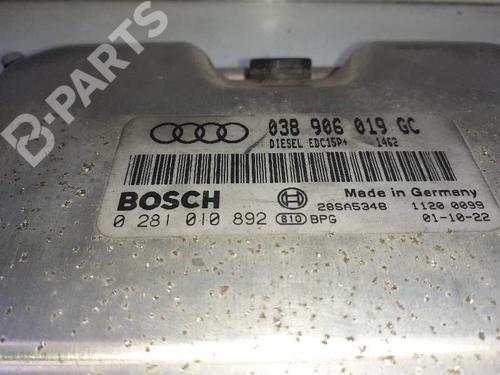 B-PARTS
038 906 019 GC
DIESEL EDC15P+ 1462
BOSCH
Made in Germany
0 281 010 892 810 BPG
28SA5348 1120 0099
01-10-22